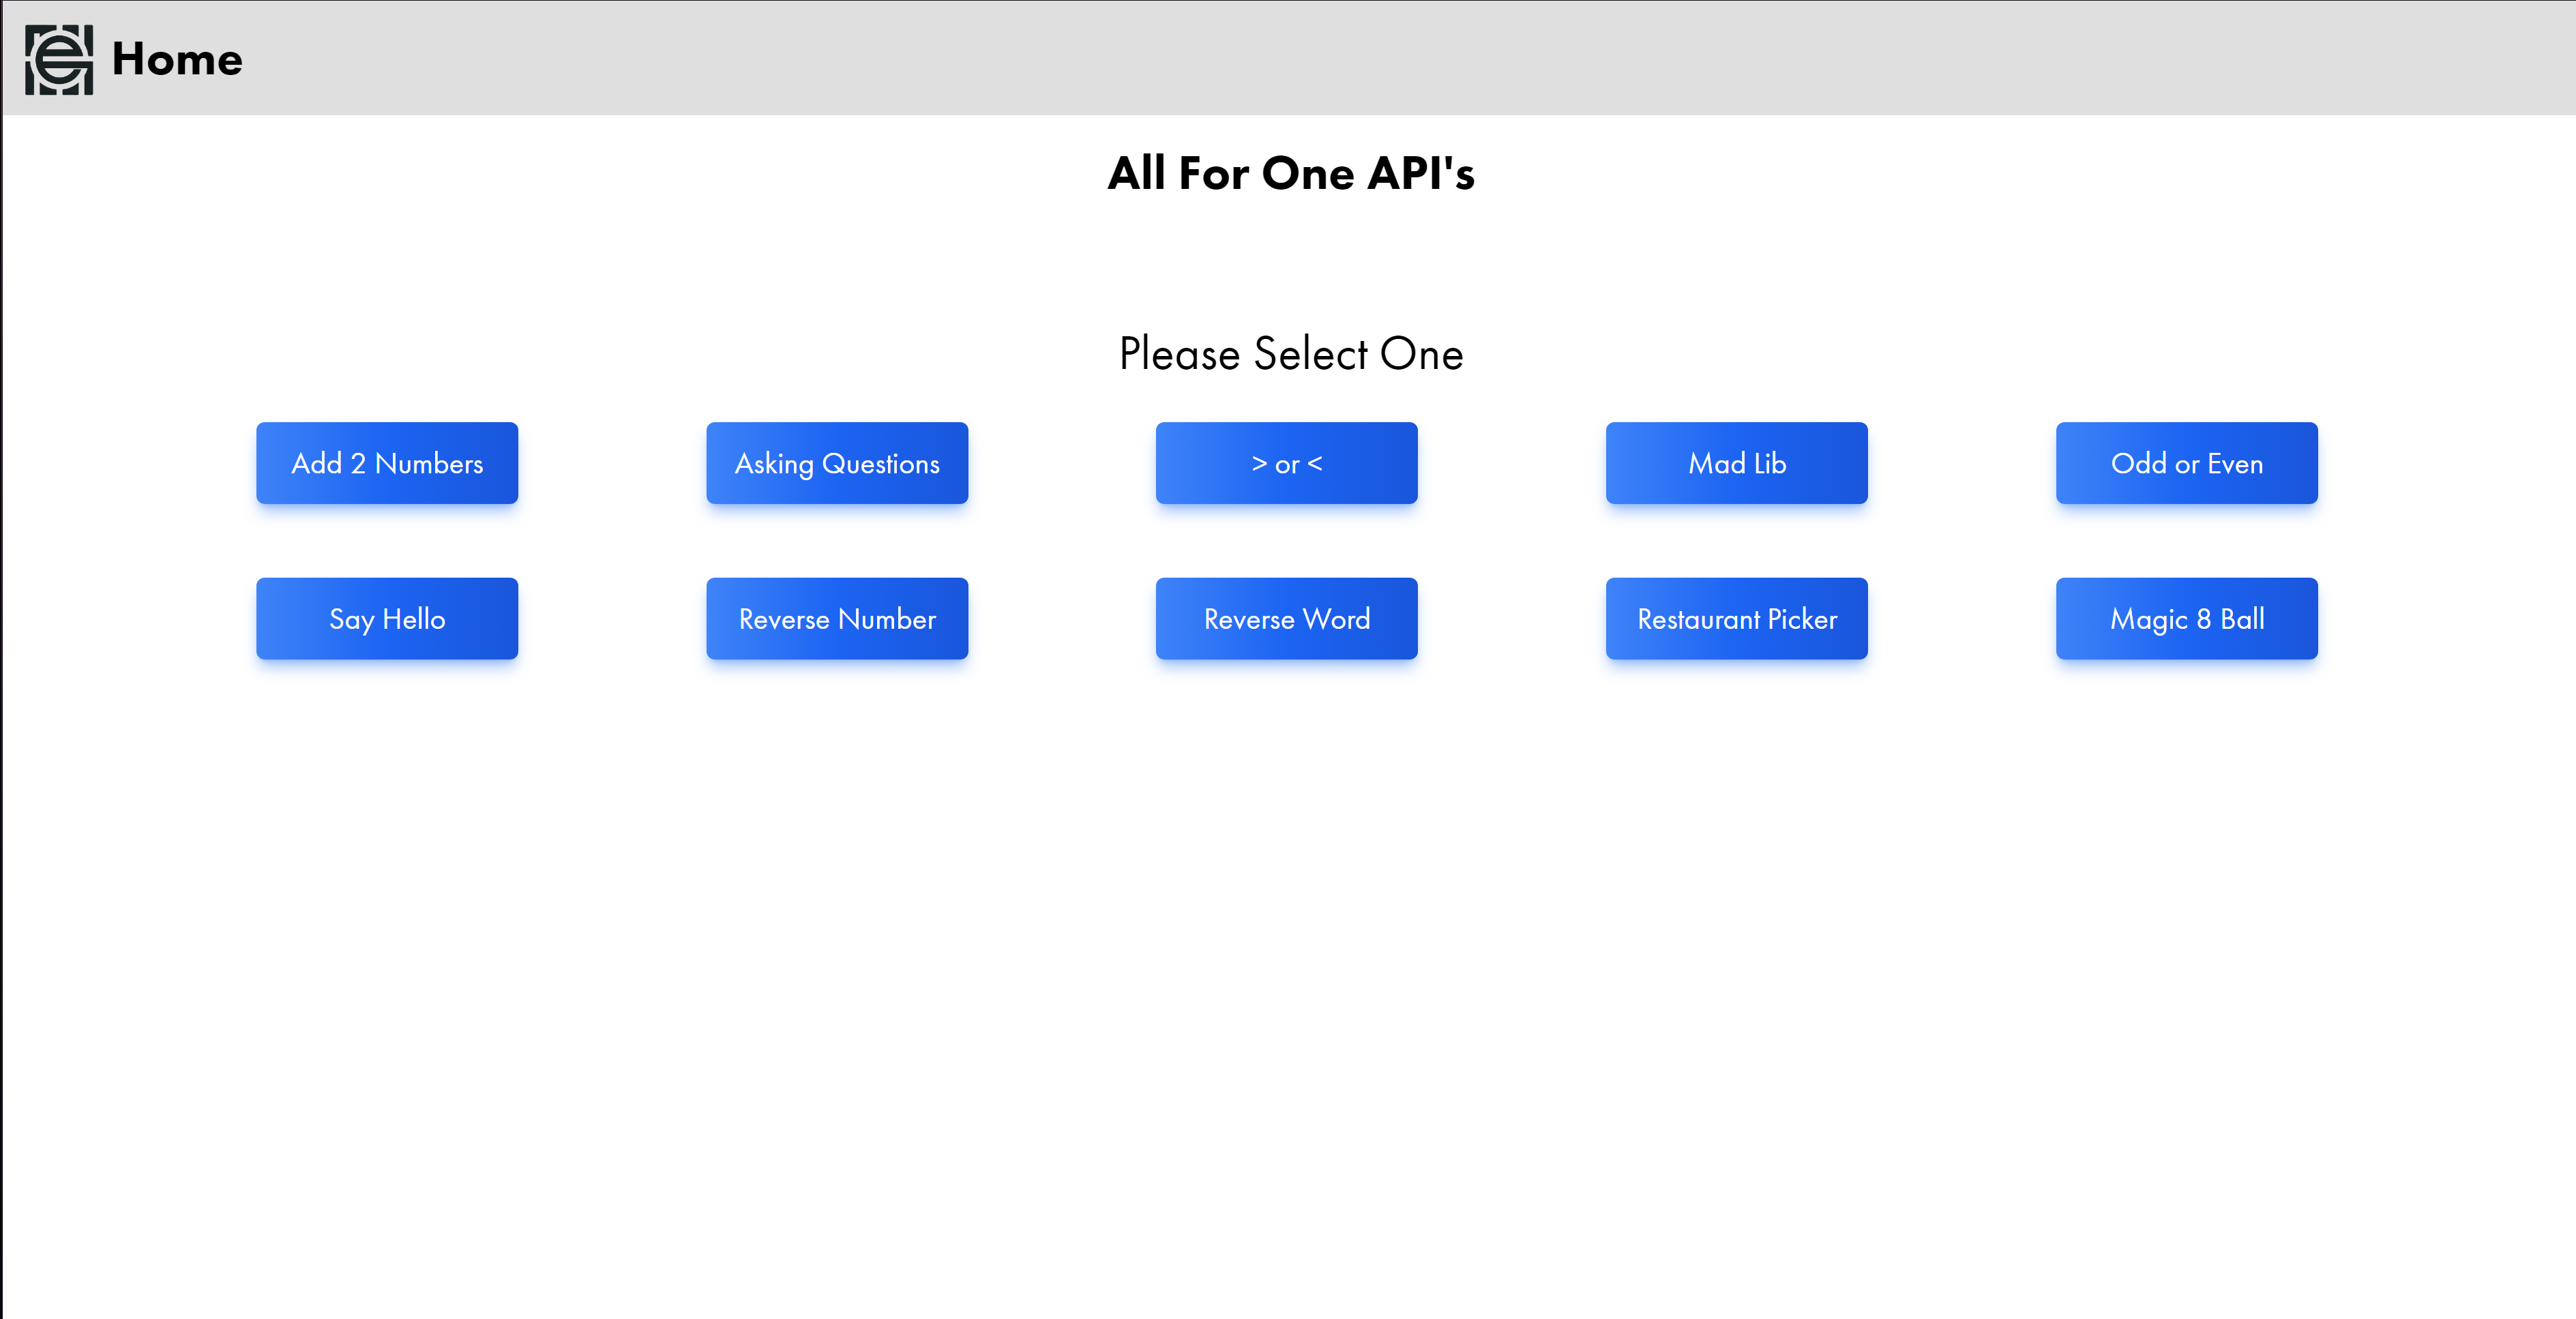 Home
All For One API's
Please Select One
Add 2 Numbers
Asking Questions
> or <
Mad Lib
Odd or Even
Say Hello
Reverse Number
Reverse Word
Restaurant Picker
Magic 8 Ball